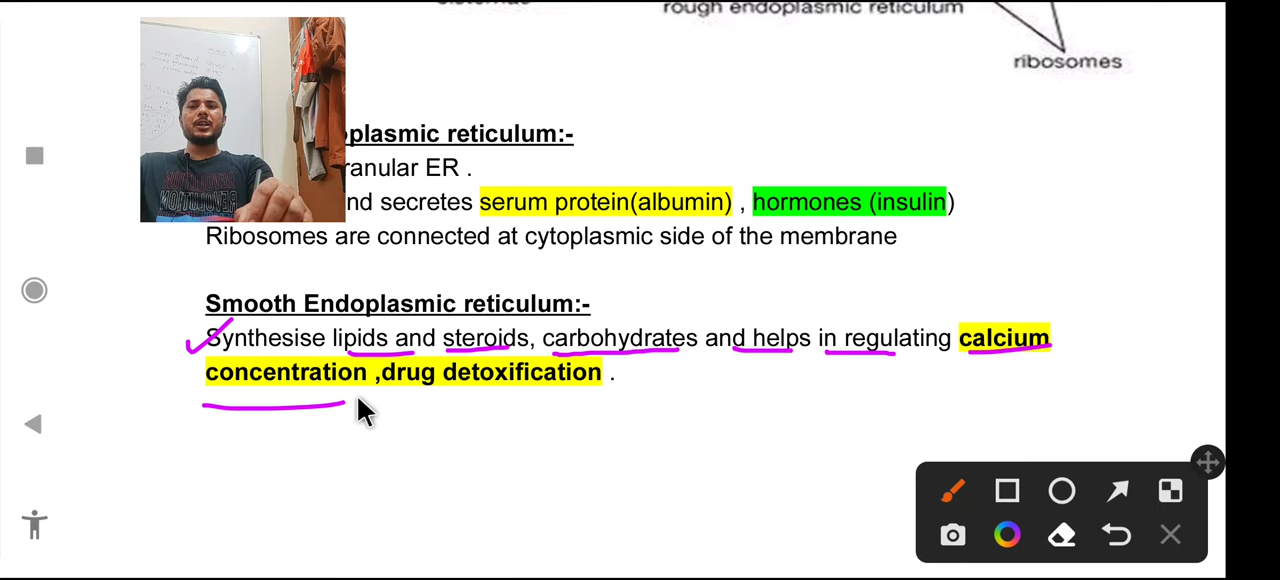 rough endoplasmic reticulum
ribosomes
oplasmic reticulum:-
ranular ER .
nd secretes serum protein(albumin) , hormones (insulin)
Ribosomes are connected at cytoplasmic side of the membrane
Smooth Endoplasmic reticulum:-
Synthesise lipids and steroids, carbohydrates and helps in regulating calcium
concentration ,drug detoxification .